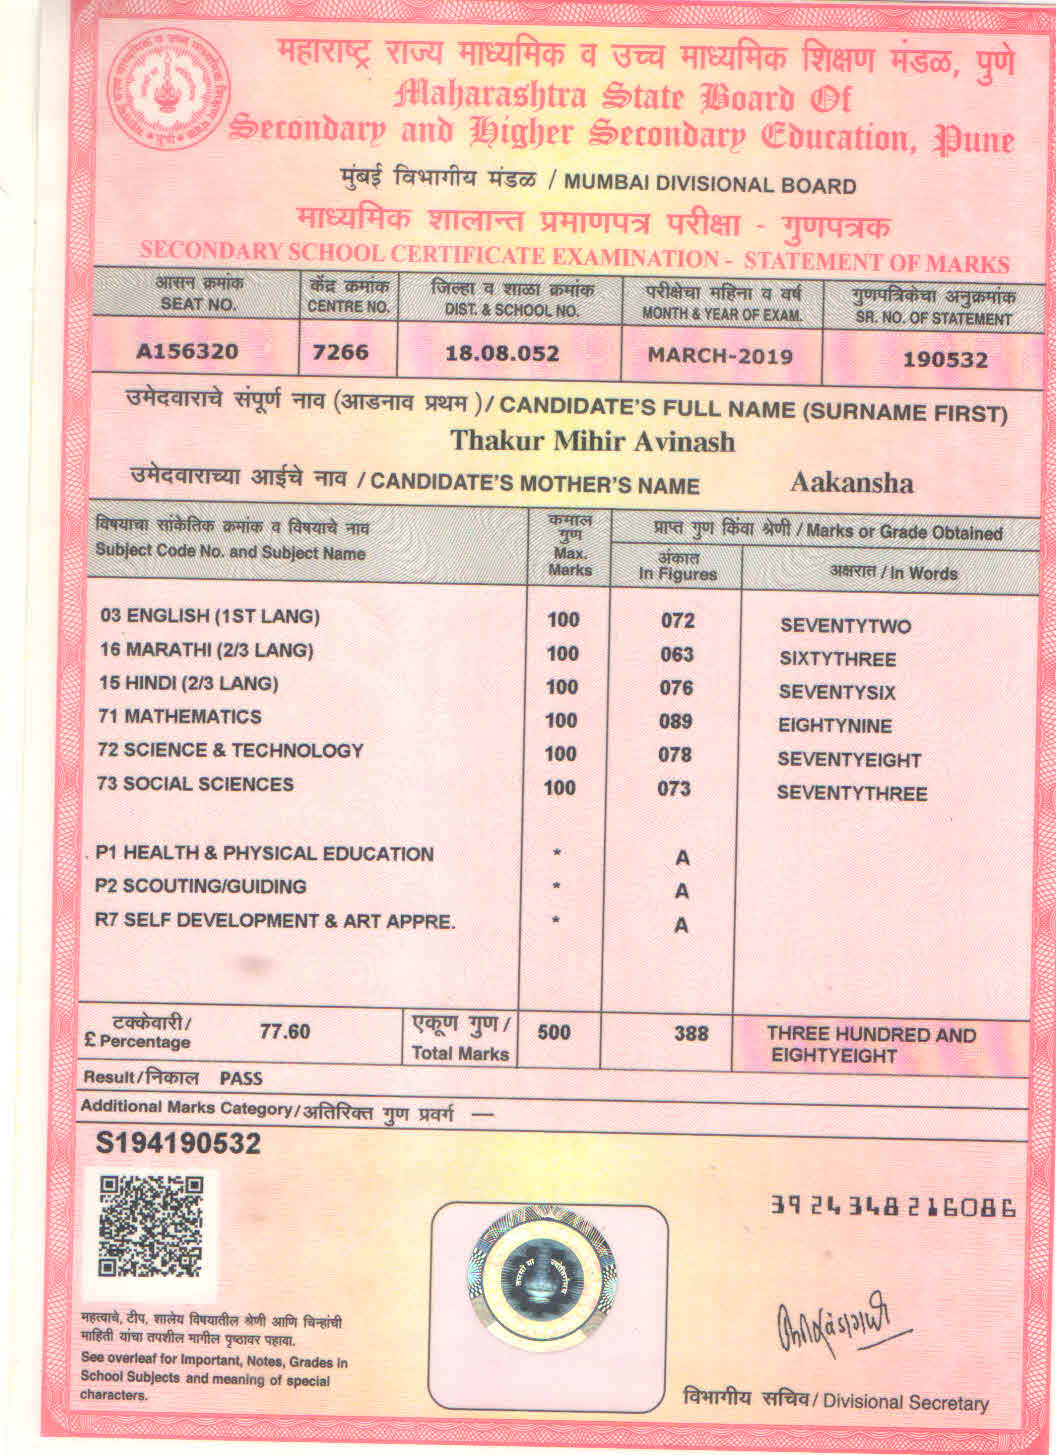 महाराष्ट्र राज्य माध्यमिक व उच्च माध्यमिक शिक्षण मंडळ, पुणे
Maharashtra State Board Of
Secondary and Higher Secondary Education, Pune
मुंबई विभागीय मंडळ / MUMBAI DIVISIONAL BOARD
माध्यमिक शालान्त प्रमाणपत्र परीक्षा - गुणपत्रक
SECONDARY SCHOOL CERTIFICATE EXAMINATION - STATEMENT OF MARKS
आसन क्रमांक केंद्र क्रमांक जिल्हा व शाळा क्रमांक परीक्षेचा महिना व वर्ष गुणपत्रिकेचा अनुक्रमांक
SEAT NO. CENTRE NO. DIST. & SCHOOL NO. MONTH & YEAR OF EXAM. SR. NO. OF STATEMENT
A156320 7266 18.08.052 MARCH-2019 190532
उमेदवाराचे संपूर्ण नाव (आडनाव प्रथम )/ CANDIDATE'S FULL NAME (SURNAME FIRST)
Thakur Mihir Avinash
उमेदवाराच्या आईचे नाव / CANDIDATE'S MOTHER'S NAME Aakansha
विषयाचा सांकेतिक क्रमांक व विषयाचे नाव
Subject Code No. and Subject Name
कमाल
गुण
Max.
Marks
प्राप्त गुण किंवा श्रेणी / Marks or Grade Obtained
अंकात
In Figures
अक्षरात / In Words
03 ENGLISH (1ST LANG) 100 072 SEVENTYTWO
16 MARATHI (2/3 LANG) 100 063 SIXTYTHREE
15 HINDI (2/3 LANG) 100 076 SEVENTYSIX
71 MATHEMATICS 100 089 EIGHTYNINE
72 SCIENCE & TECHNOLOGY 100 078 SEVENTYEIGHT
73 SOCIAL SCIENCES 100 073 SEVENTYTHREE
P1 HEALTH & PHYSICAL EDUCATION * A
P2 SCOUTING/GUIDING * A
R7 SELF DEVELOPMENT & ART APPRE. * A
टक्केवारी/
£ Percentage
77.60
एकूण गुण /
Total Marks
500 388 THREE HUNDRED AND
EIGHTYEIGHT
Result/निकाल PASS
Additional Marks Category/अतिरिक्त गुण प्रवर्ग —
S194190532
3924348216086
महत्वाचे, टीप, शालेय विषयातील श्रेणी आणि चिन्हांची
माहिती यांचा तपशील मागील पृष्ठावर पहावा.
See overleaf for Important, Notes, Grades in
School Subjects and meaning of special
characters.
विभागीय सचिव/ Divisional Secretary